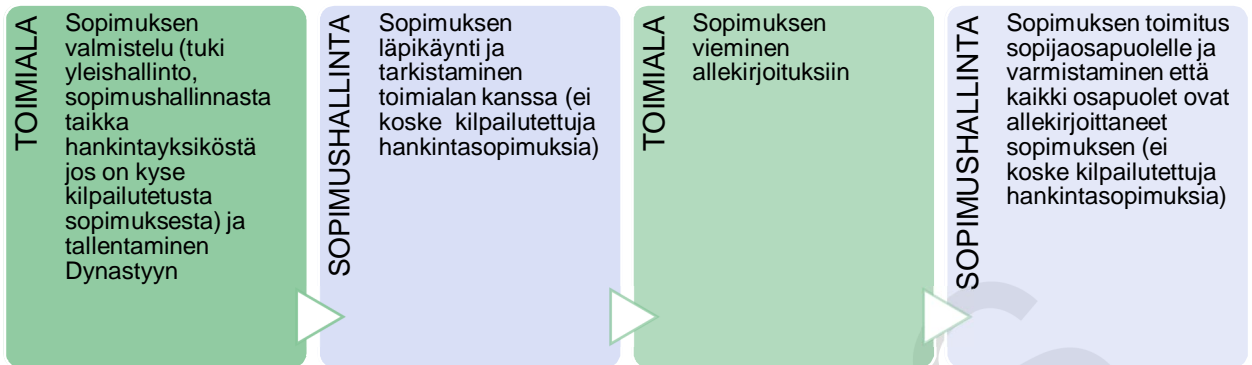 TOIMIALA
Sopimuksen
valmistelu (tuki
yleishallinto,
sopimushallinnasta
taikka
hankintayksiköstä
jos on kyse
kilpailutetusta
sopimuksesta) ja
tallentaminen
Dynastyyn
SOPIMUSHALLINTA
Sopimuksen
läpikäynti ja
tarkistaminen
toimialan kanssa (ei
koske kilpailutettuja
hankintasopimuksia)
TOIMIALA
Sopimuksen
vieminen
allekirjoituksiin
SOPIMUSHALLINTA
Sopimuksen toimitus
sopijaosapuolelle ja
varmistaminen että
kaikki osapuolet ovat
allekirjoittaneet
sopimuksen (ei
koske kilpailutettuja
hankintasopimuksia)